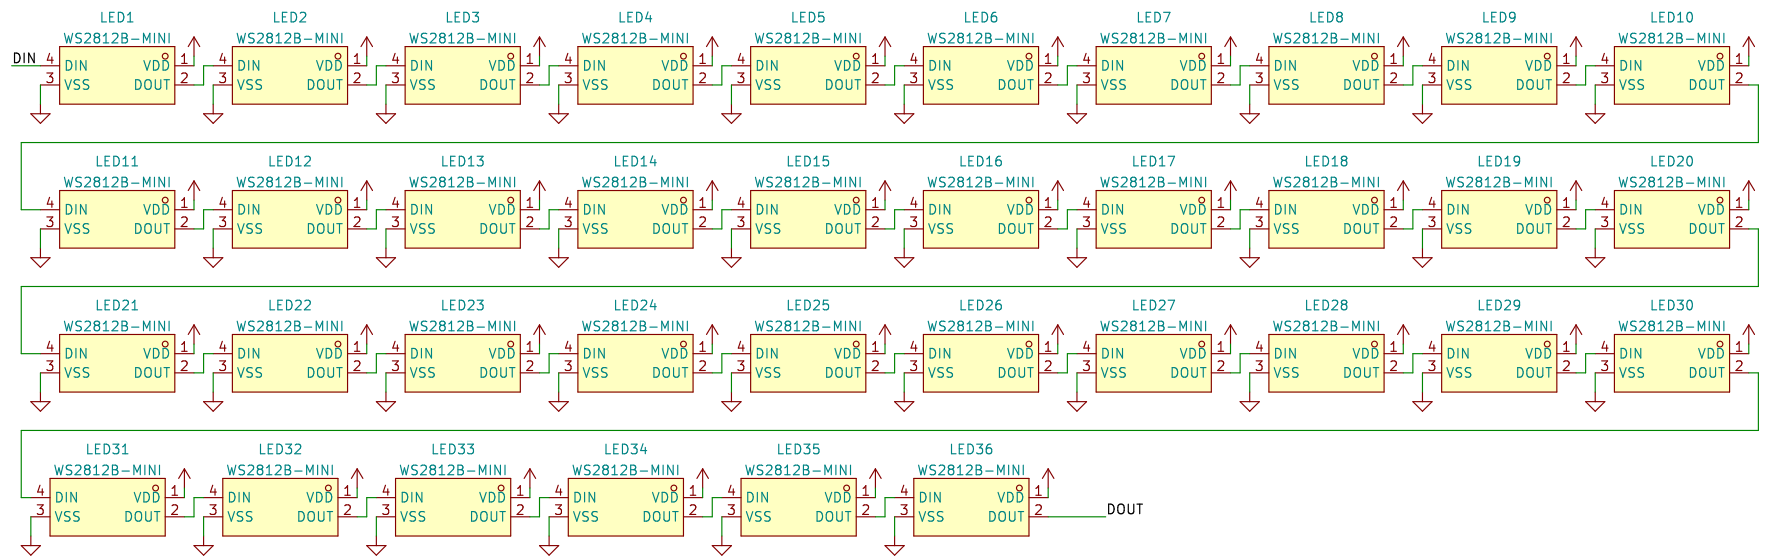 LED1 LED2 LED3 LED4 LED5 LED6 LED7 LED8 LED9 LED10
WS2812B-MINI WS2812B-MINI WS2812B-MINI WS2812B-MINI WS2812B-MINI WS2812B-MINI WS2812B-MINI WS2812B-MINI WS2812B-MINI WS2812B-MINI
DIN 4 DIN VDD 1 4 DIN VDD 1 4 DIN VDD 1 4 DIN VDD 1 4 DIN VDD 1 4 DIN VDD 1 4 DIN VDD 1 4 DIN VDD 1 4 DIN VDD 1 4 DIN VDD 1
3 VSS DOUT 2 3 VSS DOUT 2 3 VSS DOUT 2 3 VSS DOUT 2 3 VSS DOUT 2 3 VSS DOUT 2 3 VSS DOUT 2 3 VSS DOUT 2 3 VSS DOUT 2 3 VSS DOUT 2
LED11 LED12 LED13 LED14 LED15 LED16 LED17 LED18 LED19 LED20
WS2812B-MINI WS2812B-MINI WS2812B-MINI WS2812B-MINI WS2812B-MINI WS2812B-MINI WS2812B-MINI WS2812B-MINI WS2812B-MINI WS2812B-MINI
4 DIN VDD 1 4 DIN VDD 1 4 DIN VDD 1 4 DIN VDD 1 4 DIN VDD 1 4 DIN VDD 1 4 DIN VDD 1 4 DIN VDD 1 4 DIN VDD 1 4 DIN VDD 1
3 VSS DOUT 2 3 VSS DOUT 2 3 VSS DOUT 2 3 VSS DOUT 2 3 VSS DOUT 2 3 VSS DOUT 2 3 VSS DOUT 2 3 VSS DOUT 2 3 VSS DOUT 2 3 VSS DOUT 2
LED21 LED22 LED23 LED24 LED25 LED26 LED27 LED28 LED29 LED30
WS2812B-MINI WS2812B-MINI WS2812B-MINI WS2812B-MINI WS2812B-MINI WS2812B-MINI WS2812B-MINI WS2812B-MINI WS2812B-MINI WS2812B-MINI
4 DIN VDD 1 4 DIN VDD 1 4 DIN VDD 1 4 DIN VDD 1 4 DIN VDD 1 4 DIN VDD 1 4 DIN VDD 1 4 DIN VDD 1 4 DIN VDD 1 4 DIN VDD 1
3 VSS DOUT 2 3 VSS DOUT 2 3 VSS DOUT 2 3 VSS DOUT 2 3 VSS DOUT 2 3 VSS DOUT 2 3 VSS DOUT 2 3 VSS DOUT 2 3 VSS DOUT 2 3 VSS DOUT 2
LED31 LED32 LED33 LED34 LED35 LED36
WS2812B-MINI WS2812B-MINI WS2812B-MINI WS2812B-MINI WS2812B-MINI WS2812B-MINI
4 DIN VDD 1 4 DIN VDD 1 4 DIN VDD 1 4 DIN VDD 1 4 DIN VDD 1 4 DIN VDD 1
3 VSS DOUT 2 3 VSS DOUT 2 3 VSS DOUT 2 3 VSS DOUT 2 3 VSS DOUT 2 3 VSS DOUT 2 DOUT